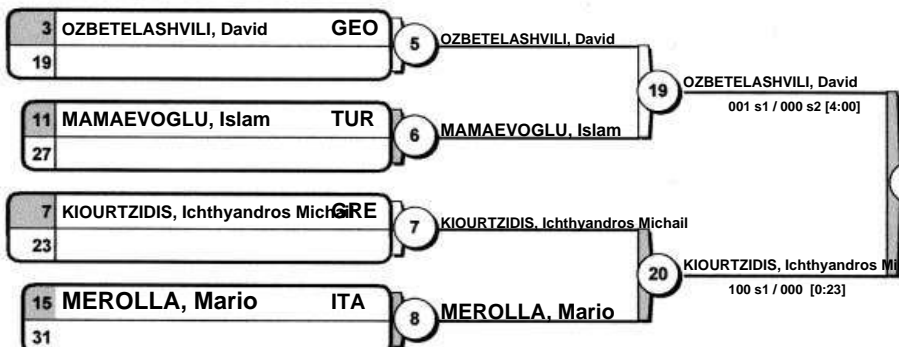 3 OZBETELASHVILI, David GEO
19
5 OZBETELASHVILI, David
11 MAMAEVOGLU, Islam TUR
27
6 MAMAEVOGLU, Islam
19 OZBETELASHVILI, David
001 s1 / 000 s2 [4:00]
7 KIOURTZIDIS, Ichthyandros Michail GRE
23
7 KIOURTZIDIS, Ichthyandros Michail
15 MEROLLA, Mario ITA
31
8 MEROLLA, Mario
20 KIOURTZIDIS, Ichthyandros Mi
100 s1 / 000 [0:23]